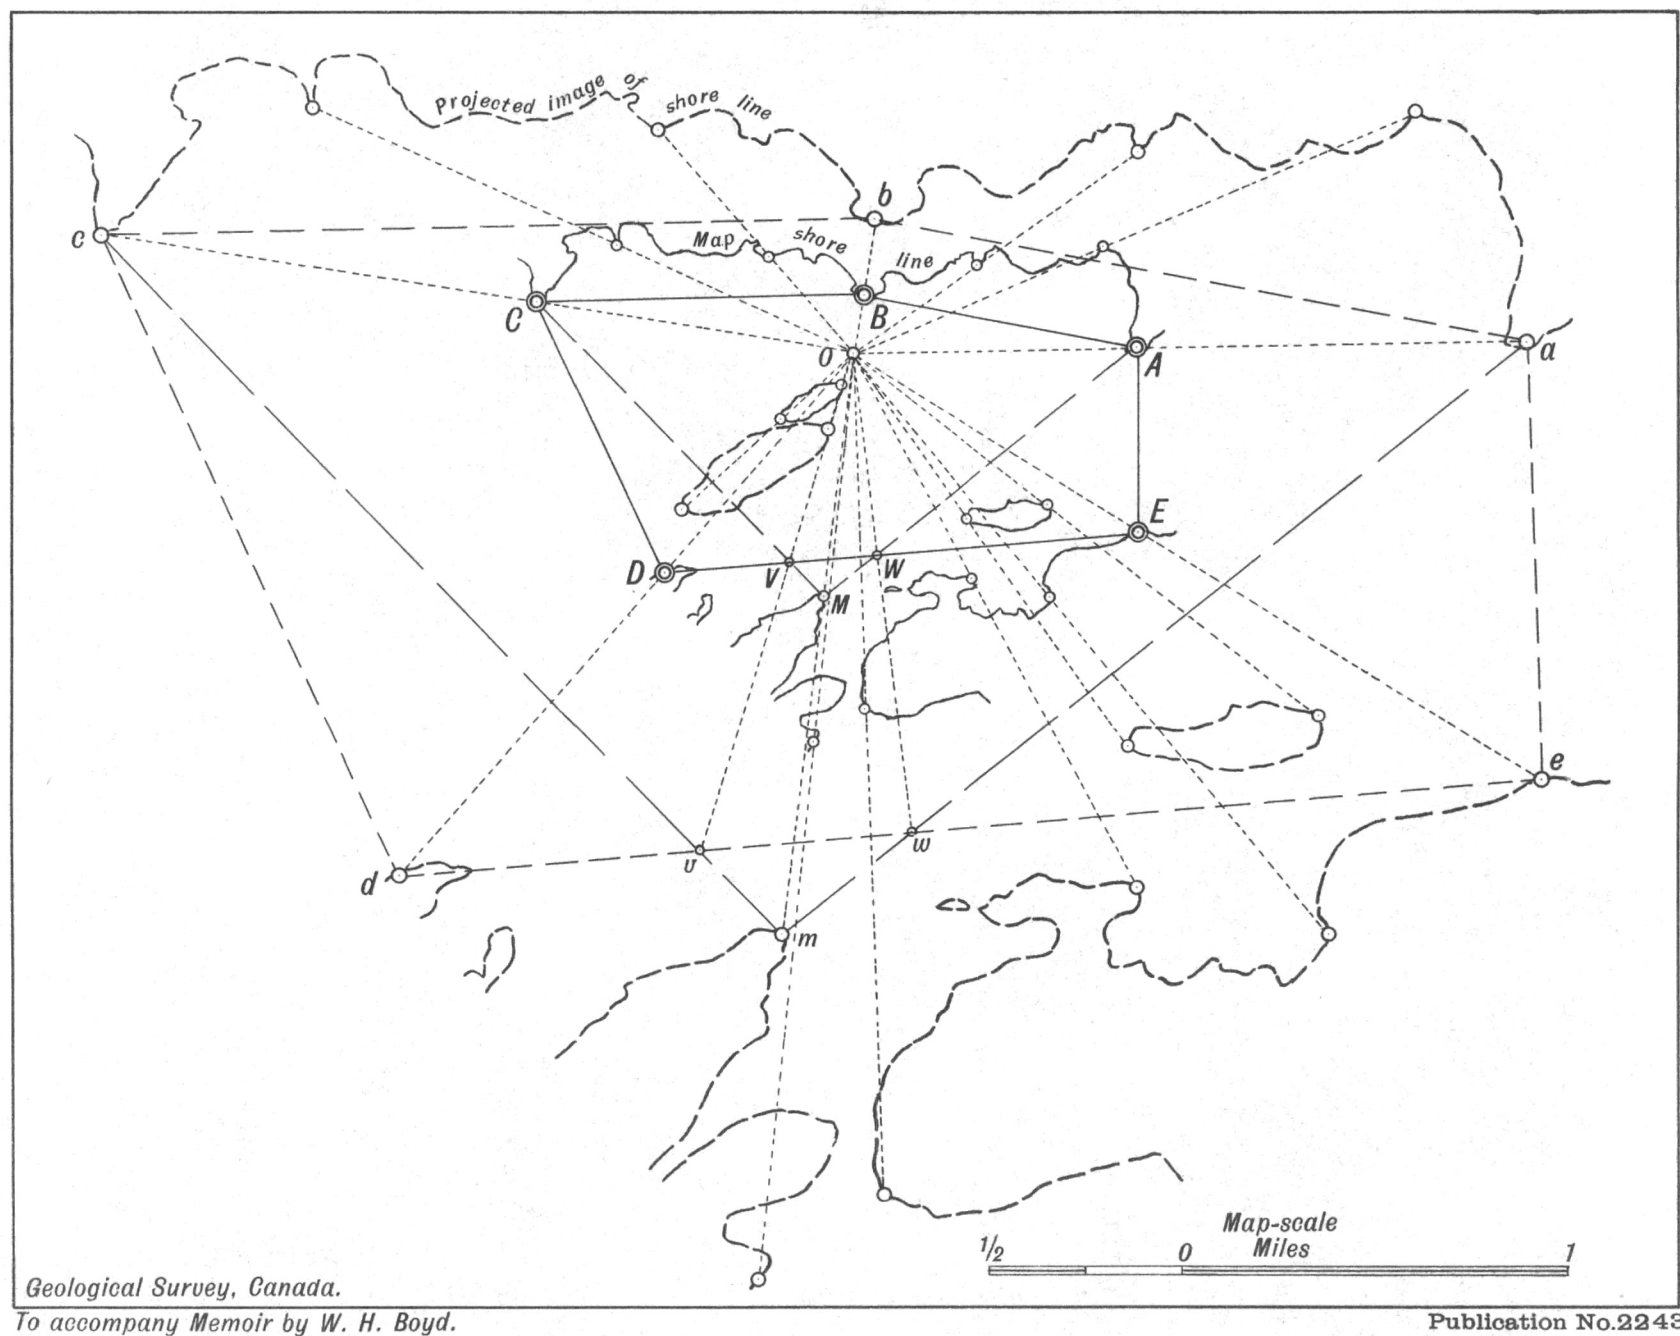 Projected image of shore line
b
c
Map shore line
B
C
O
A
a
E
D
V
W
M
e
v
w
d
m
Map-scale
Miles
1/2 0 1
Geological Survey, Canada.
To accompany Memoir by W. H. Boyd.
Publication No.2243